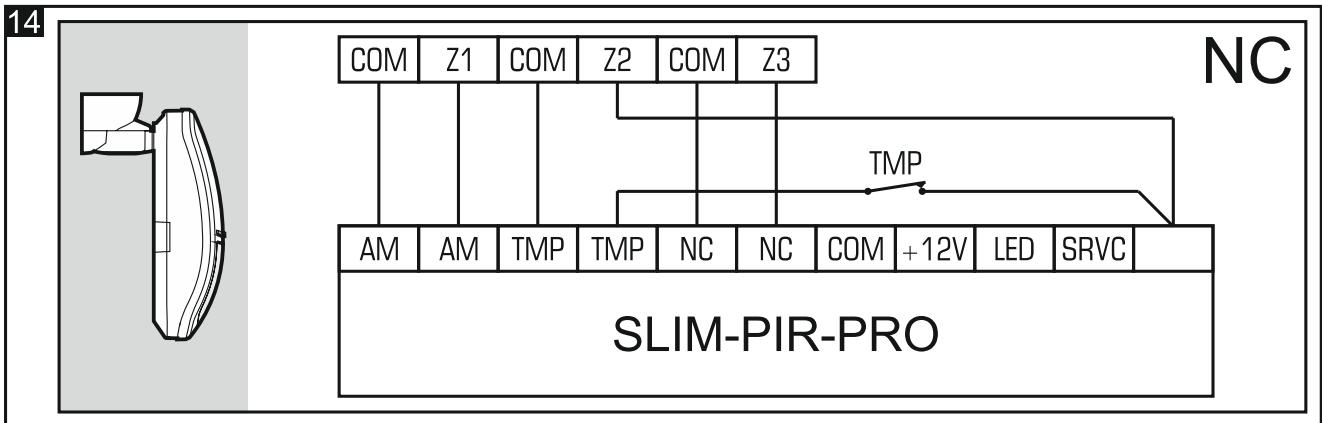 14
COM Z1 COM Z2 COM Z3 NC
TMP
AM AM TMP TMP NC NC COM +12V LED SRVC
SLIM-PIR-PRO